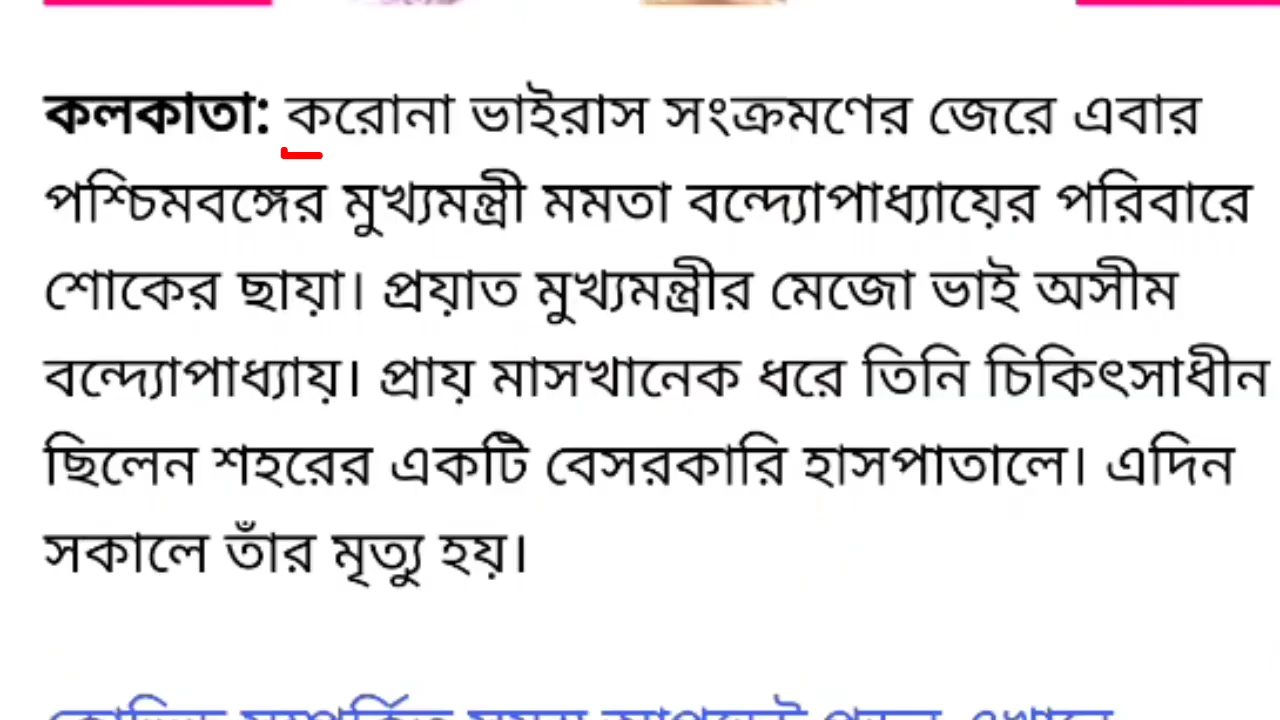 কলকাতা: করোনা ভাইরাস সংক্রমণের জেরে এবার
পশ্চিমবঙ্গের মুখ্যমন্ত্রী মমতা বন্দ্যোপাধ্যায়ের পরিবারে
শোকের ছায়া। প্রয়াত মুখ্যমন্ত্রীর মেজো ভাই অসীম
বন্দ্যোপাধ্যায়। প্রায় মাসখানেক ধরে তিনি চিকিৎসাধীন
ছিলেন শহরের একটি বেসরকারি হাসপাতালে। এদিন
সকালে তাঁর মৃত্যু হয়।